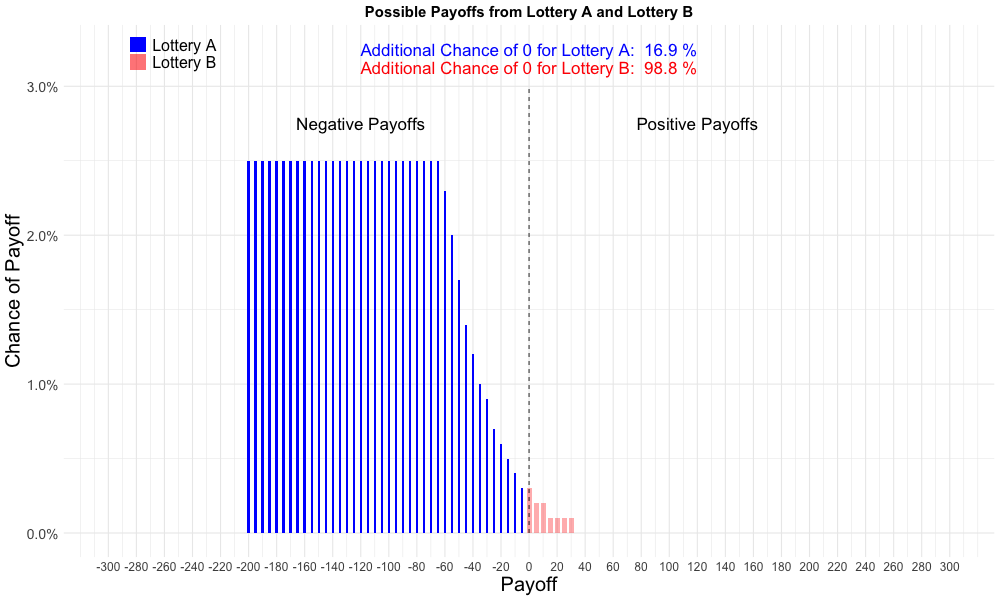 Possible Payoffs from Lottery A and Lottery B
Lottery A
Lottery B
Additional Chance of 0 for Lottery A: 16.9 %
Additional Chance of 0 for Lottery B: 98.8 %
Negative Payoffs
Positive Payoffs
Chance of Payoff
3.0%
2.0%
1.0%
0.0%
-300 -280 -260 -240 -220 -200 -180 -160 -140 -120 -100 -80 -60 -40 -20 0 20 40 60 80 100 120 140 160 180 200 220 240 260 280 300
Payoff